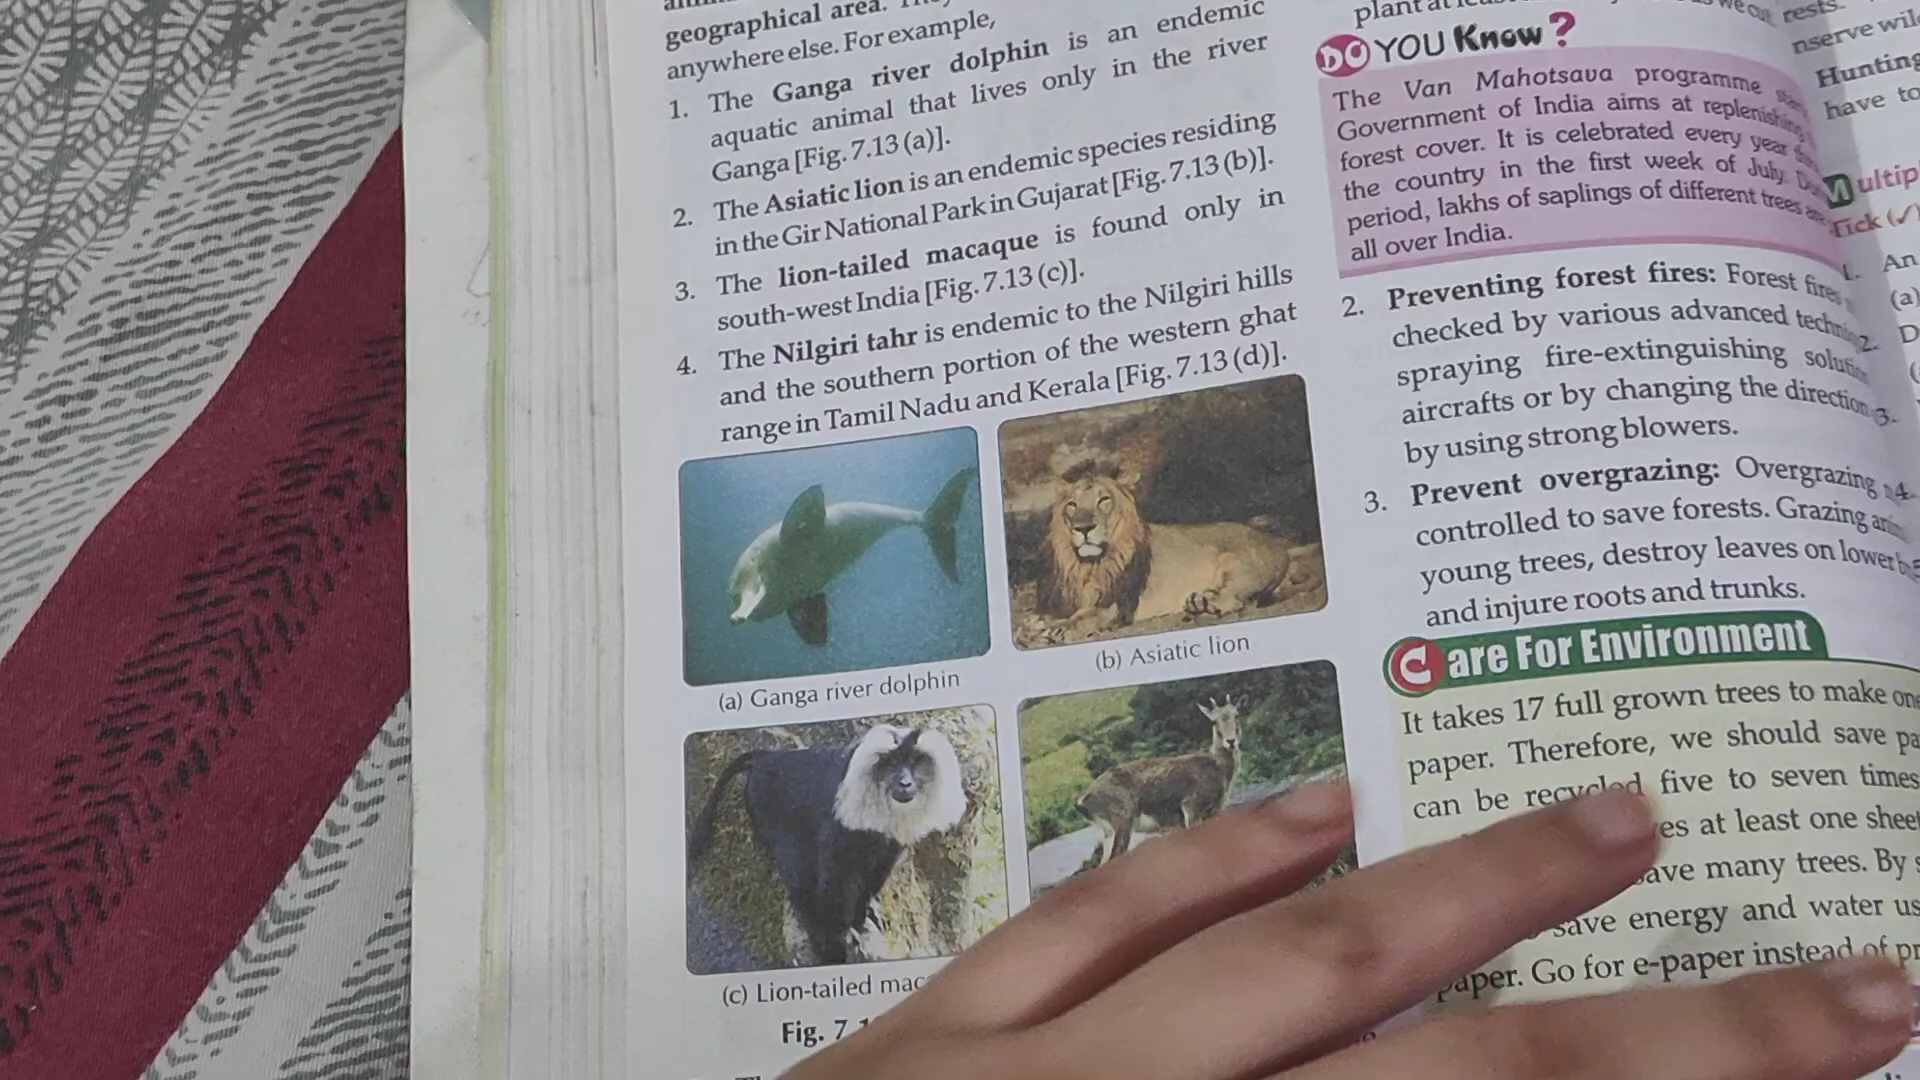 geographical area.
anywhere else. For example,
1. The Ganga river dolphin is an endemic
aquatic animal that lives only in the river
Ganga [Fig. 7.13 (a)].
2. The Asiatic lion is an endemic species residing
in the Gir National Park in Gujarat [Fig. 7.13 (b)].
3. The lion-tailed macaque is found only in
south-west India [Fig. 7.13 (c)].
4. The Nilgiri tahr is endemic to the Nilgiri hills
and the southern portion of the western ghat
range in Tamil Nadu and Kerala [Fig. 7.13 (d)].
(a) Ganga river dolphin
(b) Asiatic lion
(c) Lion-tailed mac
Fig. 7
plant at
DO YOU Know?
The Van Mahotsava programme
Government of India aims at replenishing
forest cover. It is celebrated every year
the country in the first week of July.
period, lakhs of saplings of different trees are
all over India.
2. Preventing forest fires: Forest fires
checked by various advanced
spraying fire-extinguishing
aircrafts or by changing the direction
by using strong blowers.
3. Prevent overgrazing: Overgrazing
controlled to save forests. Grazing
young trees, destroy leaves on lower
and injure roots and trunks.
Care For Environment
It takes 17 full grown trees to make one
paper. Therefore, we should save
can be recycled five to seven times
es at least one sheet
save many trees. By
save energy and water
paper. Go for e-paper instead of
rests.
nserve
Hunting
have to
ultip
Tick (✓)
1. An
(a)
2. D
3.
4.